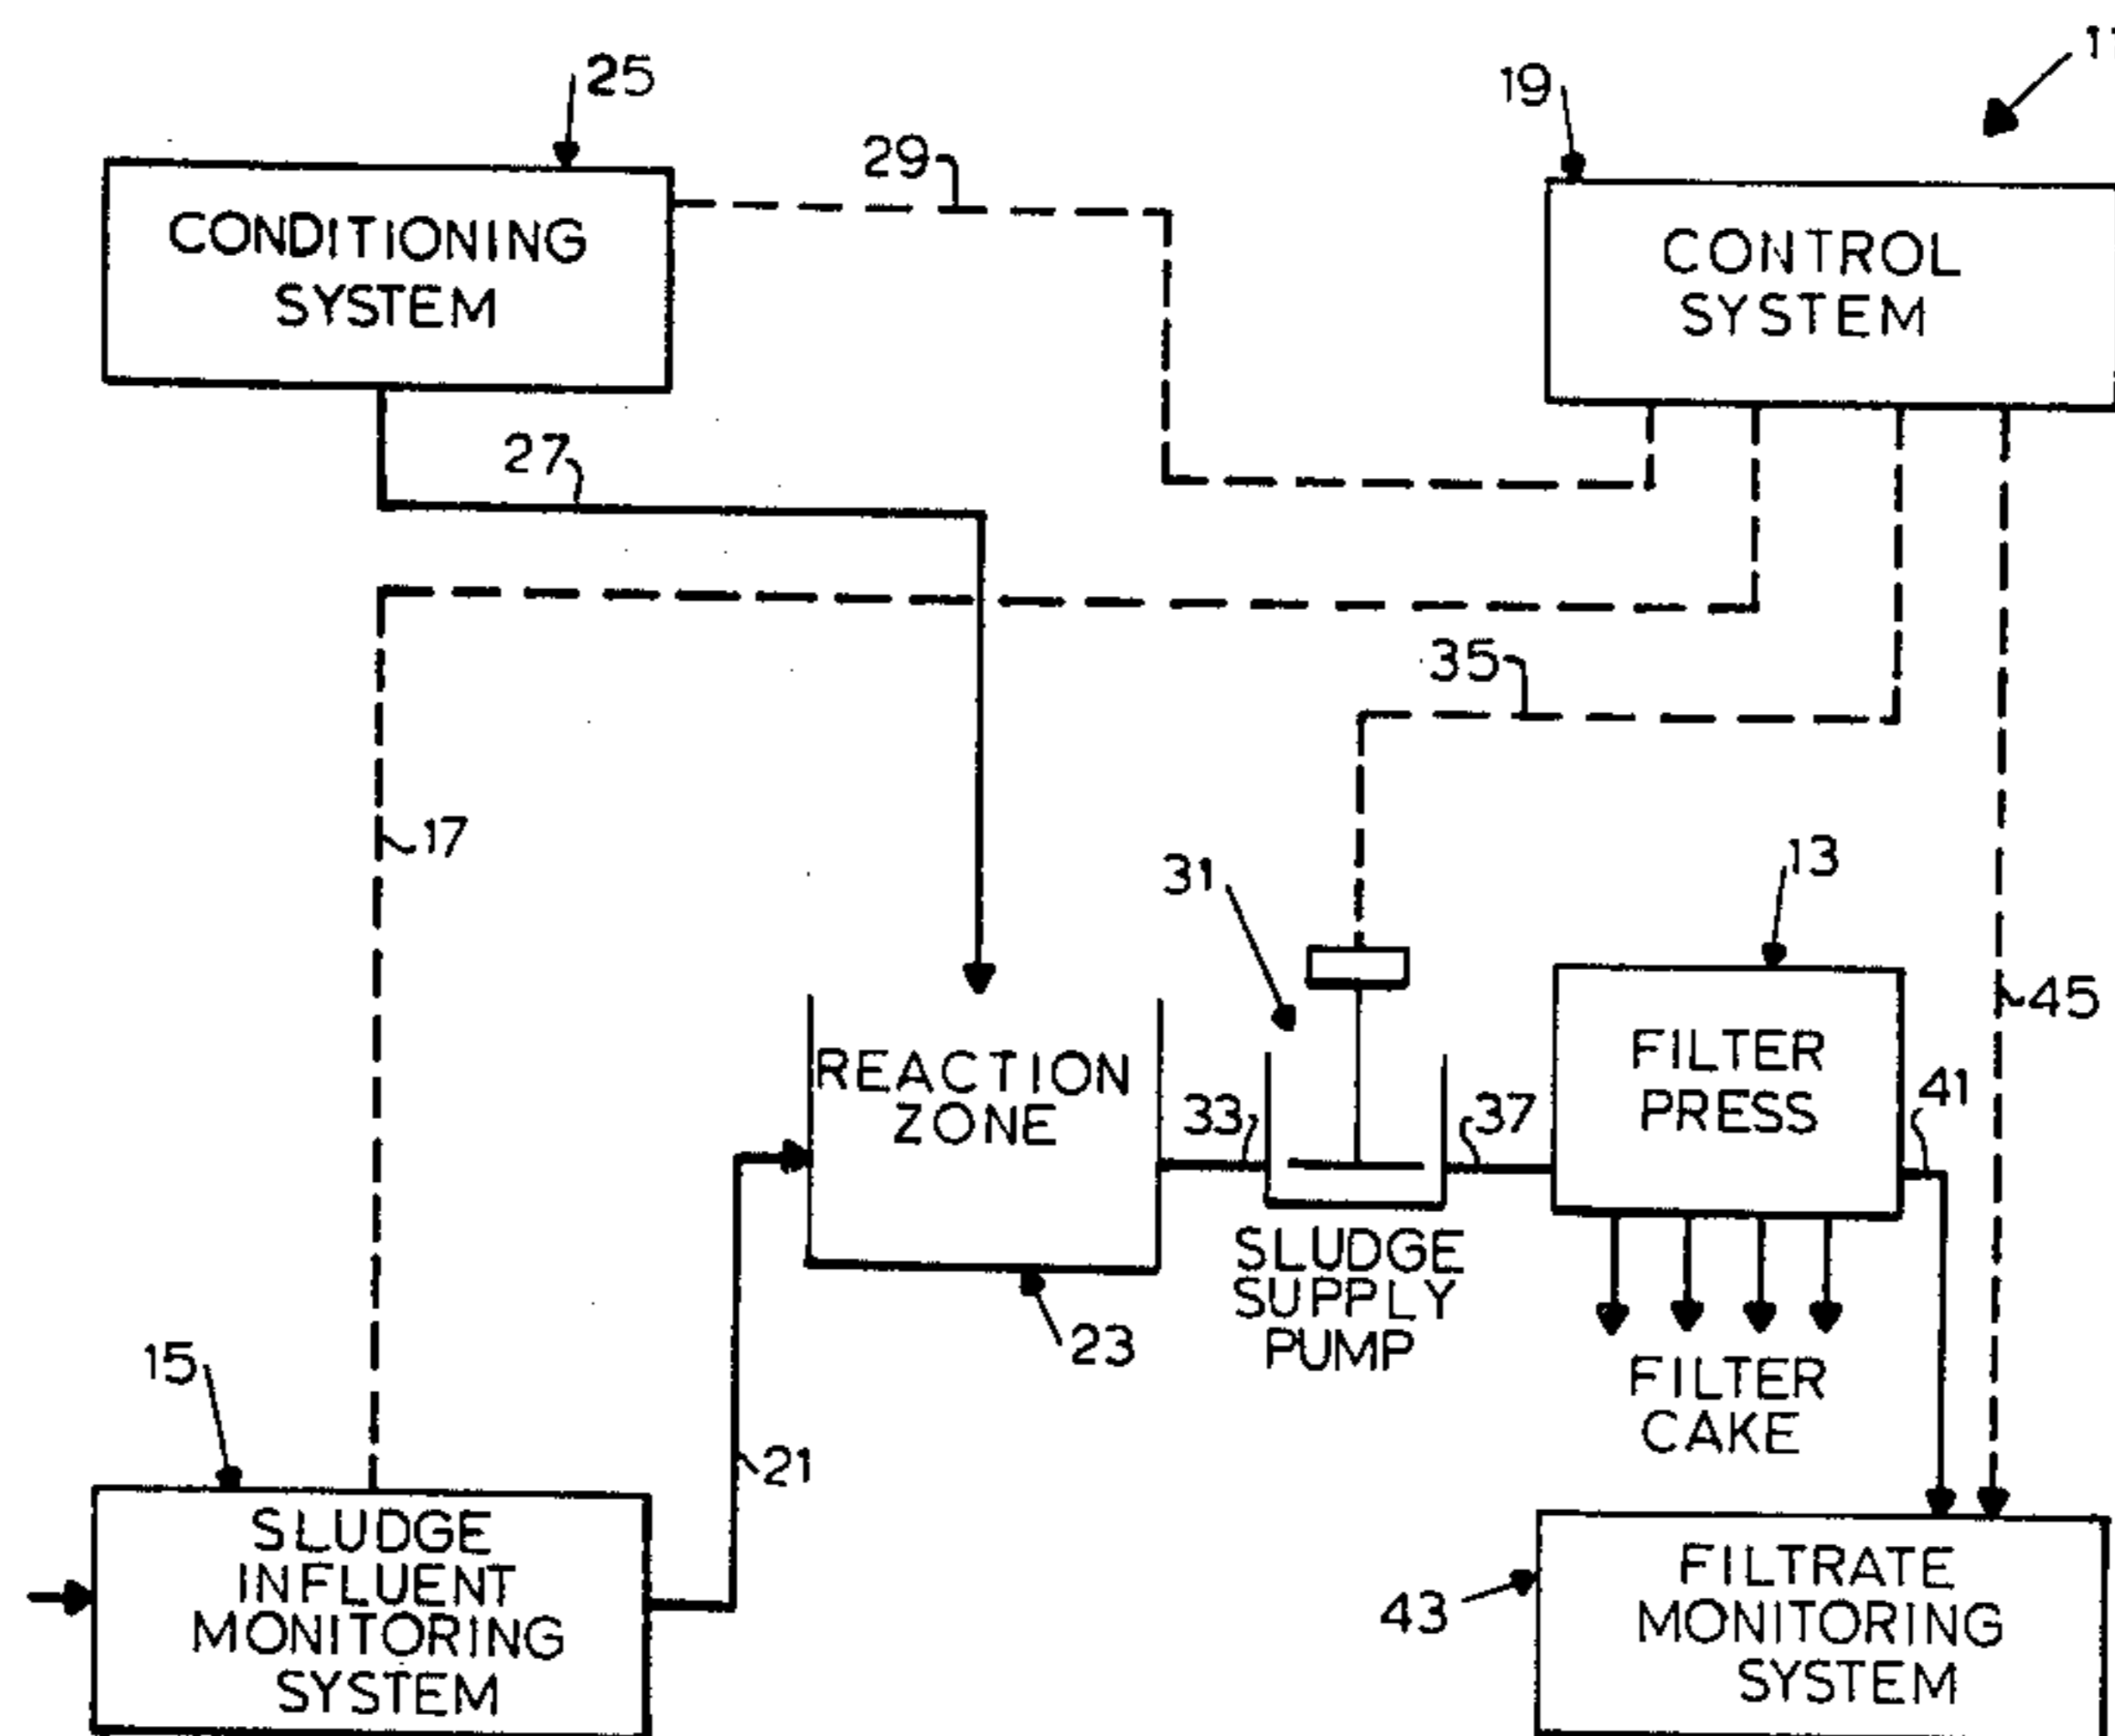 25
19
29
CONDITIONING
SYSTEM
CONTROL
SYSTEM
27
35
17
31
13
45
REACTION
ZONE
FILTER
PRESS
33
37
41
SLUDGE
SUPPLY
PUMP
23
FILTER
CAKE
15
21
SLUDGE
INFLUENT
MONITORING
SYSTEM
43
FILTRATE
MONITORING
SYSTEM